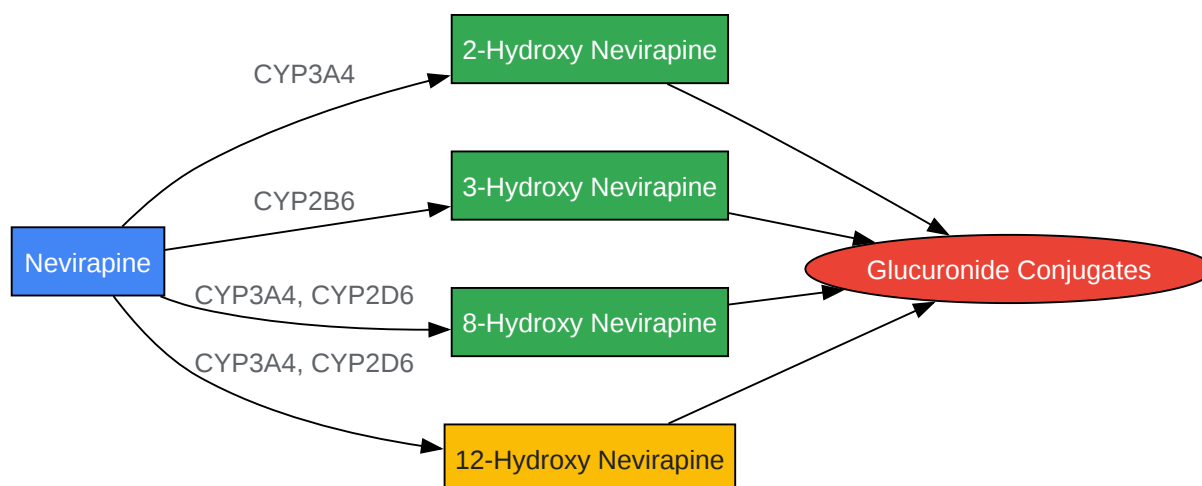 2-Hydroxy Nevirapine
CYP3A4
3-Hydroxy Nevirapine
CYP2B6
Nevirapine
Glucuronide Conjugates
CYP3A4, CYP2D6
8-Hydroxy Nevirapine
CYP3A4, CYP2D6
12-Hydroxy Nevirapine